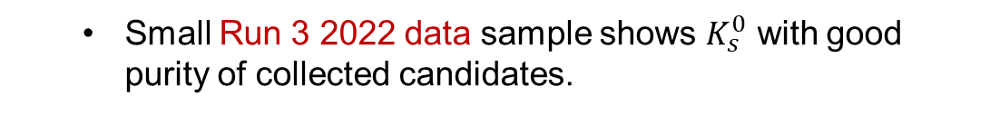 • Small Run 3 2022 data sample shows $K_s^0$ with good
purity of collected candidates.